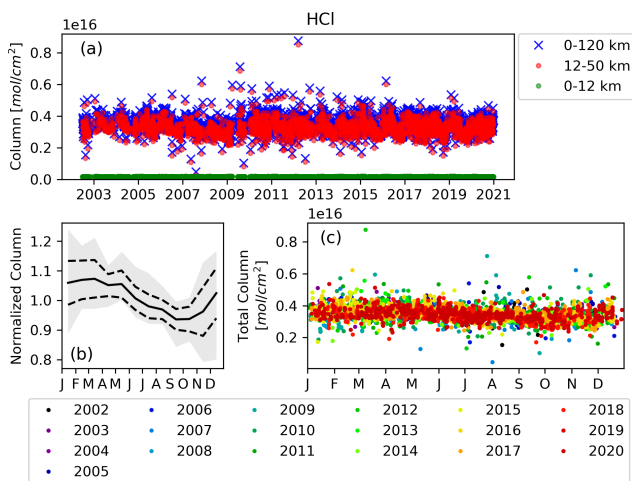 HCl
1e16
(a)
0-120 km
12-50 km
0-12 km
Column [mol/cm²]
0.8
0.6
0.4
0.2
0.0
2003 2005 2007 2009 2011 2013 2015 2017 2019 2021
(b)
Normalized Column
1.2
1.1
1.0
0.9
0.8
J F M A M J J A S O N D
1e16
(c)
Total Column
[mol/cm²]
0.8
0.6
0.4
0.2
J F M A M J J A S O N D
2002 2006 2009 2012 2015 2018
2003 2007 2010 2013 2016 2019
2004 2008 2011 2014 2017 2020
2005